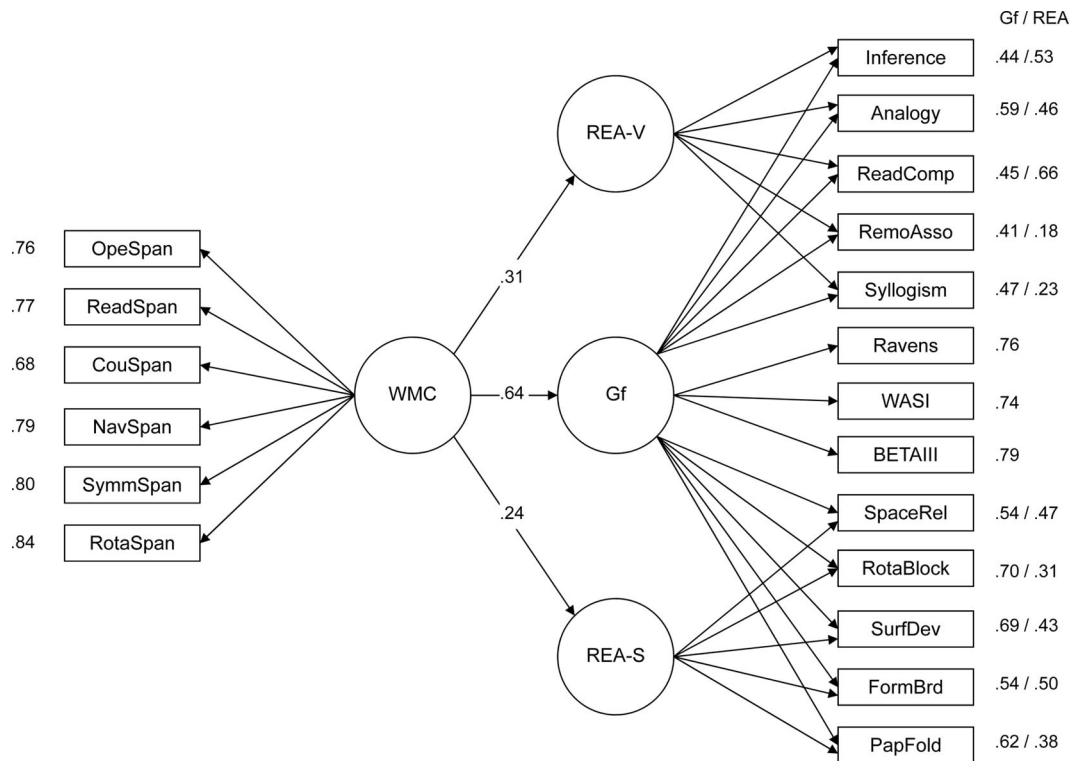 Gf / REA
Inference .44 /.53
REA-V
Analogy .59 / .46
ReadComp .45 / .66
RemoAsso .41 / .18
.76 OpeSpan
.31
Syllogism .47 / .23
.77 ReadSpan
Ravens .76
.68 CouSpan
WMC
.64
Gf
WASI .74
.79 NavSpan
BETAIII .79
.80 SymmSpan
.24
SpaceRel .54 / .47
.84 RotaSpan
RotaBlock .70 / .31
SurfDev .69 / .43
REA-S
FormBrd .54 / .50
PapFold .62 / .38